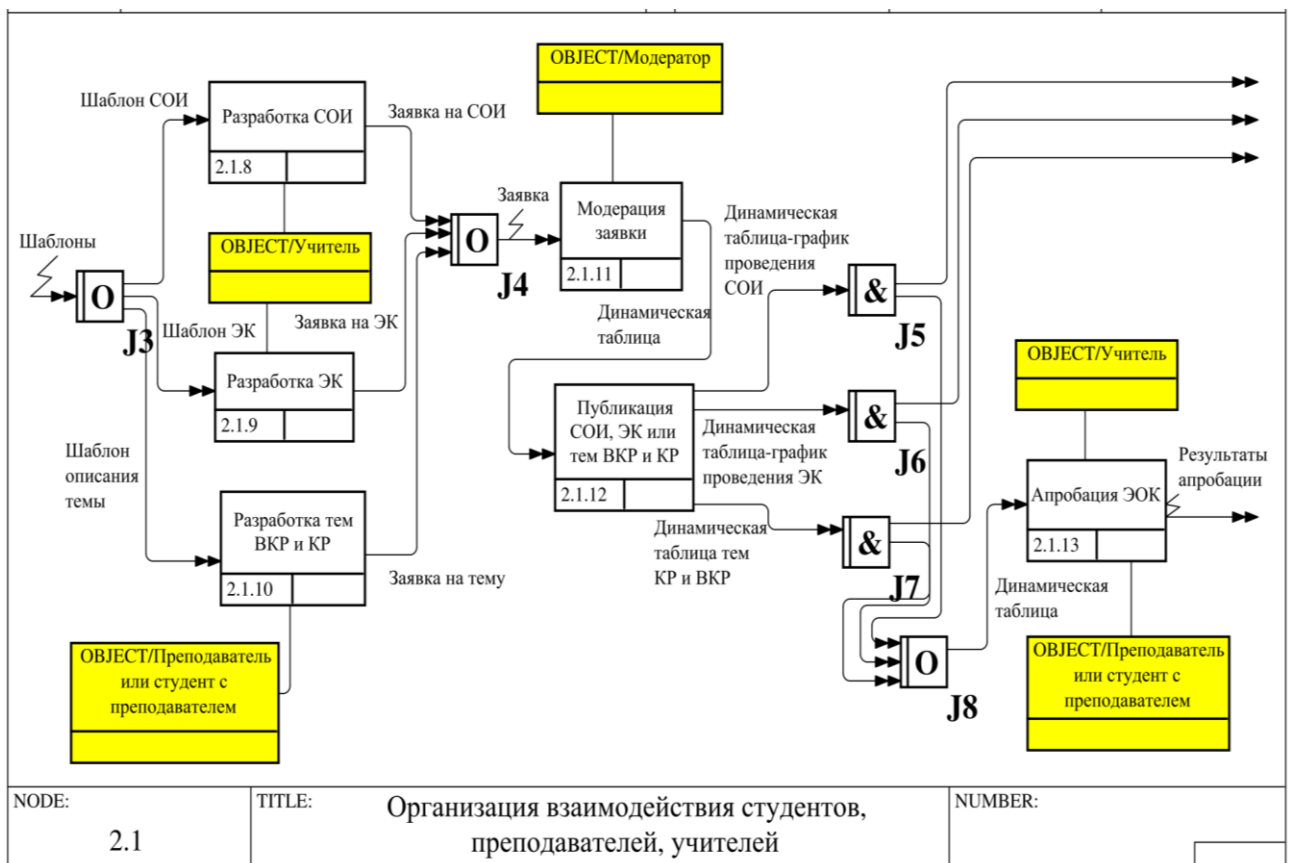 OBJECT/Модератор
Шаблон СОИ
Разработка СОИ
2.1.8
Заявка на СОИ
Шаблоны
OBJECT/Учитель
O
J3
Шаблон ЭК
Заявка на ЭК
Разработка ЭК
2.1.9
Шаблон
описания
темы
Разработка тем
ВКР и КР
2.1.10
Заявка на тему
OBJECT/Преподаватель
или студент с
преподавателем
O
J4
Заявка
Модерация
заявки
2.1.11
Динамическая
таблица
Динамическая
таблица-график
проведения
СОИ
&
J5
Публикация
СОИ, ЭК или
тем ВКР и КР
2.1.12
Динамическая
таблица-график
проведения ЭК
&
J6
Динамическая
таблица тем
КР и ВКР
&
J7
O
J8
OBJECT/Учитель
Апробация ЭОК
2.1.13
Результаты
апробации
Динамическая
таблица
OBJECT/Преподаватель
или студент с
преподавателем
NODE:
2.1
TITLE:
Организация взаимодействия студентов,
преподавателей, учителей
NUMBER: